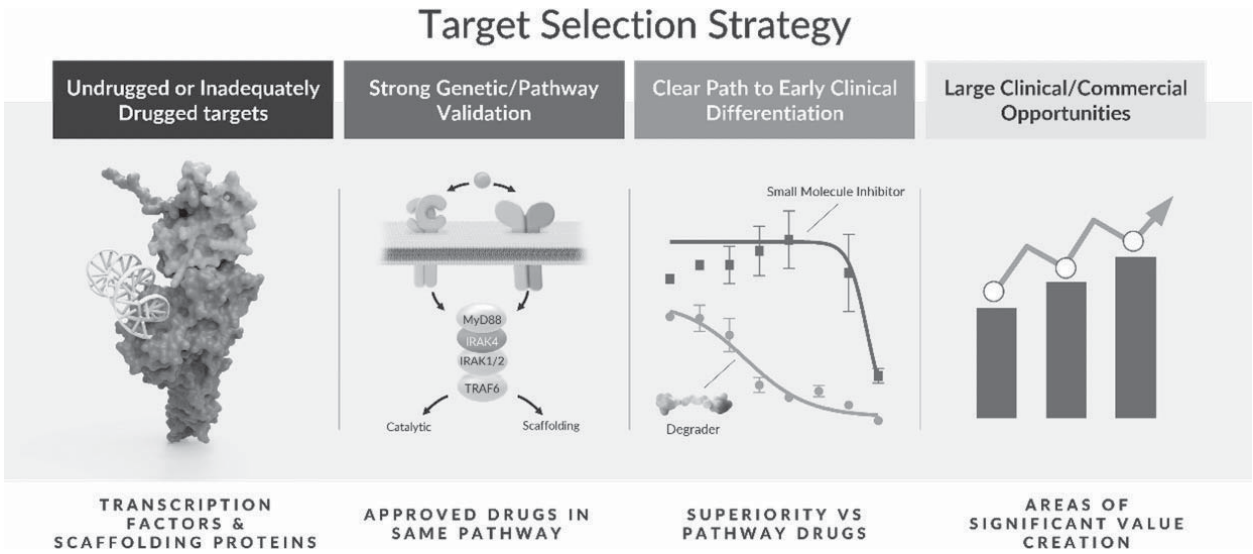 Target Selection Strategy
Undrugged or Inadequately
Drugged targets
Strong Genetic/Pathway
Validation
Clear Path to Early Clinical
Differentiation
Large Clinical/Commercial
Opportunities
MyD88
IRAK4
IRAK1/2
TRAF6
Catalytic
Scaffolding
Small Molecule Inhibitor
Degrader
TRANSCRIPTION
FACTORS &
SCAFFOLDING PROTEINS
APPROVED DRUGS IN
SAME PATHWAY
SUPERIORITY VS
PATHWAY DRUGS
AREAS OF
SIGNIFICANT VALUE
CREATION